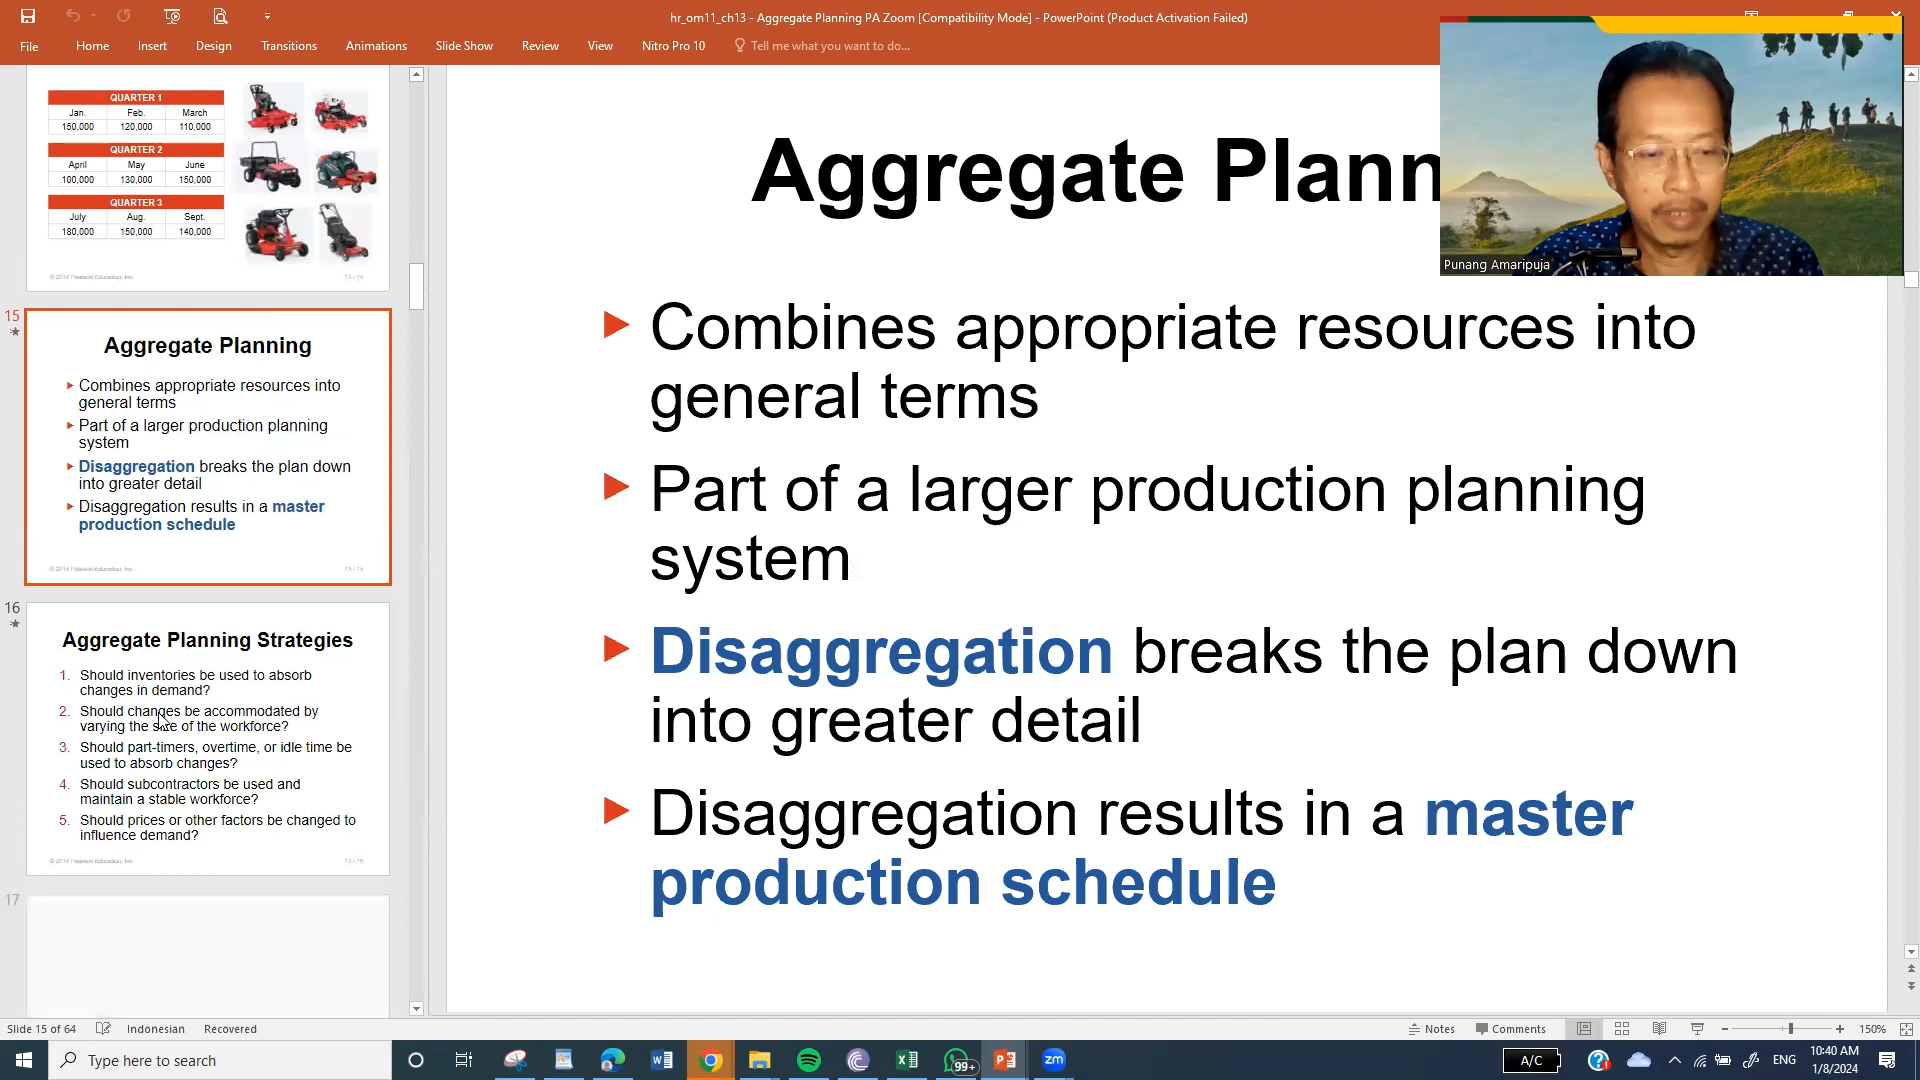 hr_om11_ch13 - Aggregate Planning PA Zoom [Compatibility Mode] - PowerPoint (Product Activation Failed)
File
Home
Insert
Design
Transitions
Animations
Slide Show
Review
View
Nitro Pro 10
Tell me what you want to do...
QUARTER 1
Jan. Feb. March
150,000 120,000 110,000
QUARTER 2
April May June
100,000 130,000 150,000
QUARTER 3
July Aug. Sept.
180,000 150,000 140,000
© 2014 Pearson Education, Inc.
13 - 14
15
Aggregate Planning
Combines appropriate resources into
general terms
Part of a larger production planning
system
Disaggregation breaks the plan down
into greater detail
Disaggregation results in a master
production schedule
© 2014 Pearson Education, Inc.
13 - 15
16
Aggregate Planning Strategies
1. Should inventories be used to absorb
changes in demand?
2. Should changes be accommodated by
varying the size of the workforce?
3. Should part-timers, overtime, or idle time be
used to absorb changes?
4. Should subcontractors be used and
maintain a stable workforce?
5. Should prices or other factors be changed to
influence demand?
© 2014 Pearson Education, Inc.
13 - 16
17
Aggregate Plann
Combines appropriate resources into
general terms
Part of a larger production planning
system
Disaggregation breaks the plan down
into greater detail
Disaggregation results in a master
production schedule
Punang Amaripuja
Slide 15 of 64
Indonesian
Recovered
Notes
Comments
150%
Type here to search
99+
zm
A/C
ENG
10:40 AM
1/8/2024